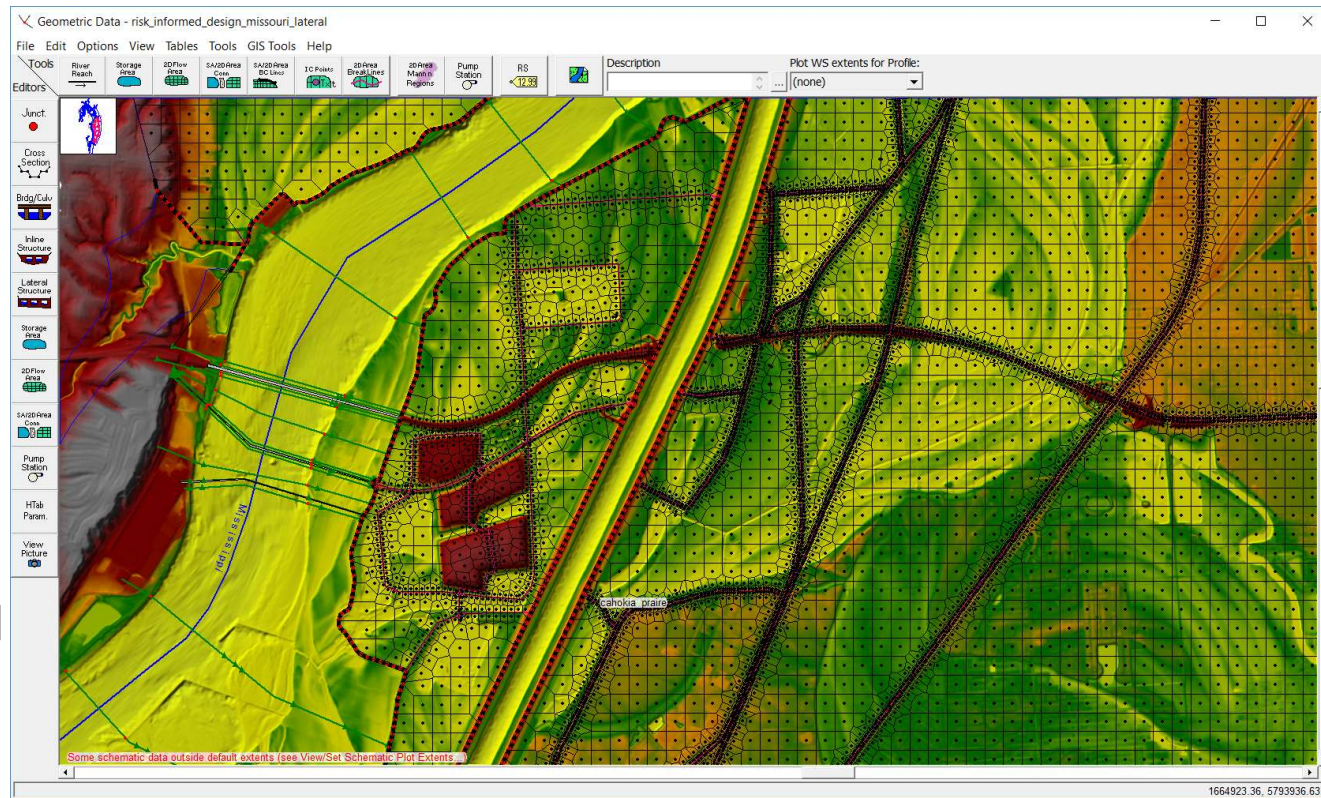 Geometric Data - risk_informed_design_missouri_lateral
File Edit Options View Tables Tools GIS Tools Help
Tools
Editors
River
Reach
Storage
Area
2D Flow
Area
SA/2D Area
Conn
SA/2D Area
BC Lines
IC Points
2D Area
BreakLines
2D Area
Mann n
Regions
Pump
Station
RS
12.99
Description
...
Plot WS extents for Profile:
(none)
Junct.
Cross
Section
Brdg/Culv
Inline
Structure
Lateral
Structure
Storage
Area
2D Flow
Area
SA/2D Area
Conn
Pump
Station
HTab
Param.
View
Picture
Mississippi
cahokia_praire
Some schematic data outside default extents (see View/Set Schematic Plot Extents...)
1664923.36, 5793936.63